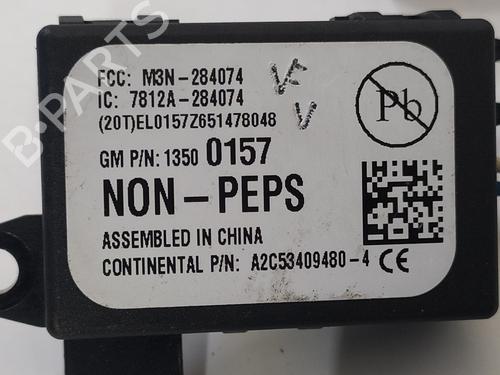 FCC: M3N-284074
IC: 7812A-284074
(20T)EL0157Z651478048
GM P/N: 1350 0157
NON-PEPS
ASSEMBLED IN CHINA
CONTINENTAL P/N: A2C53409480-4 CE
Pb
B-PARTS